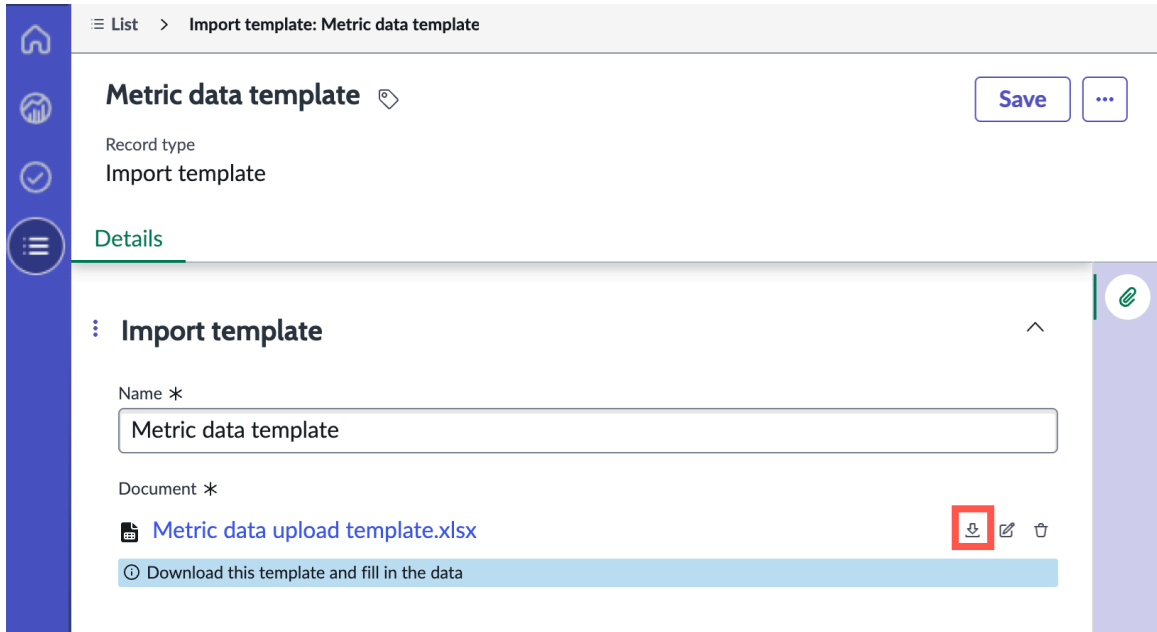 List > Import template: Metric data template
Metric data template
Save ...
Record type
Import template
Details
Import template
Name *
Metric data template
Document *
Metric data upload template.xlsx
Download this template and fill in the data